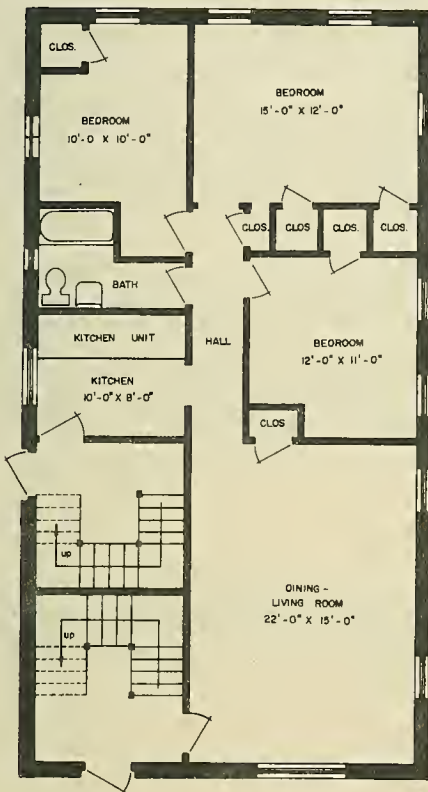 CLOS.
BEDROOM
10'-0 X 10'-0"
BEDROOM
15'-0" X 12'-0"
CLOS.
CLOS
CLOS.
CLOS.
BATH
KITCHEN UNIT
HALL
KITCHEN
10'-0" X 8'-0"
BEDROOM
12'-0" X 11'-0"
CLOS
UP
DINING -
LIVING ROOM
22'-0" X 15'-0"
UP